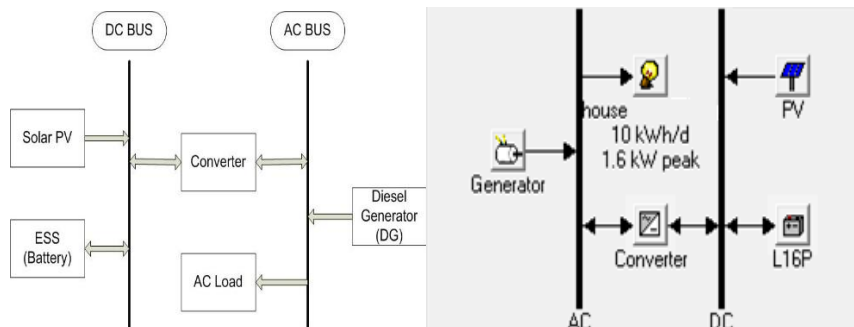 DC BUS
AC BUS
Solar PV
Converter
Diesel
Generator
(DG)
ESS
(Battery)
AC Load
house
10 kWh/d
1.6 kW peak
PV
Generator
Converter
L16P
AC
DC